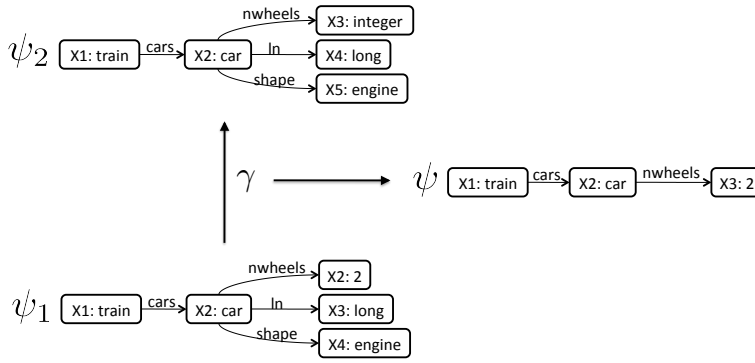 nwheels
X3: integer
ψ2 X1: train cars X2: car ln X4: long
shape
X5: engine
γ
ψ X1: train cars X2: car nwheels X3: 2
nwheels
X2: 2
ψ1 X1: train cars X2: car ln X3: long
shape
X4: engine